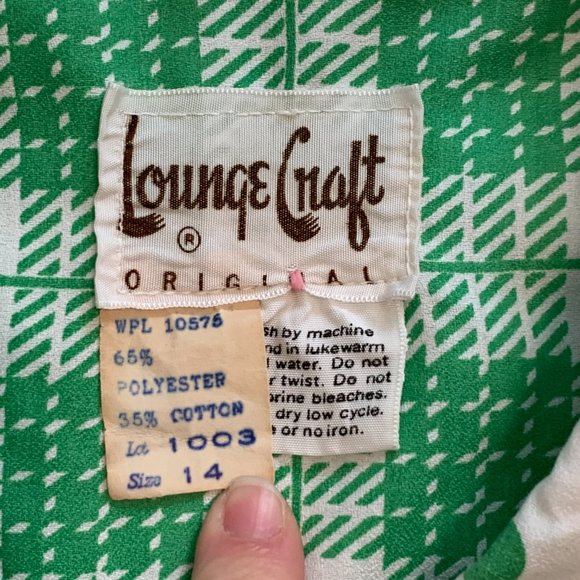 Lounge Craft
®
ORIGINAL
WPL 10575
65%
POLYESTER
35% COTTON
Lot 1003
Size 14
sh by machine
nd in lukewarm
water. Do not
r twist. Do not
orine bleaches.
dry low cycle.
or no iron.